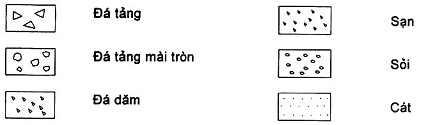 Đá tảng
Đá tảng mài tròn
Đá dăm
Sạn
Sỏi
Cát